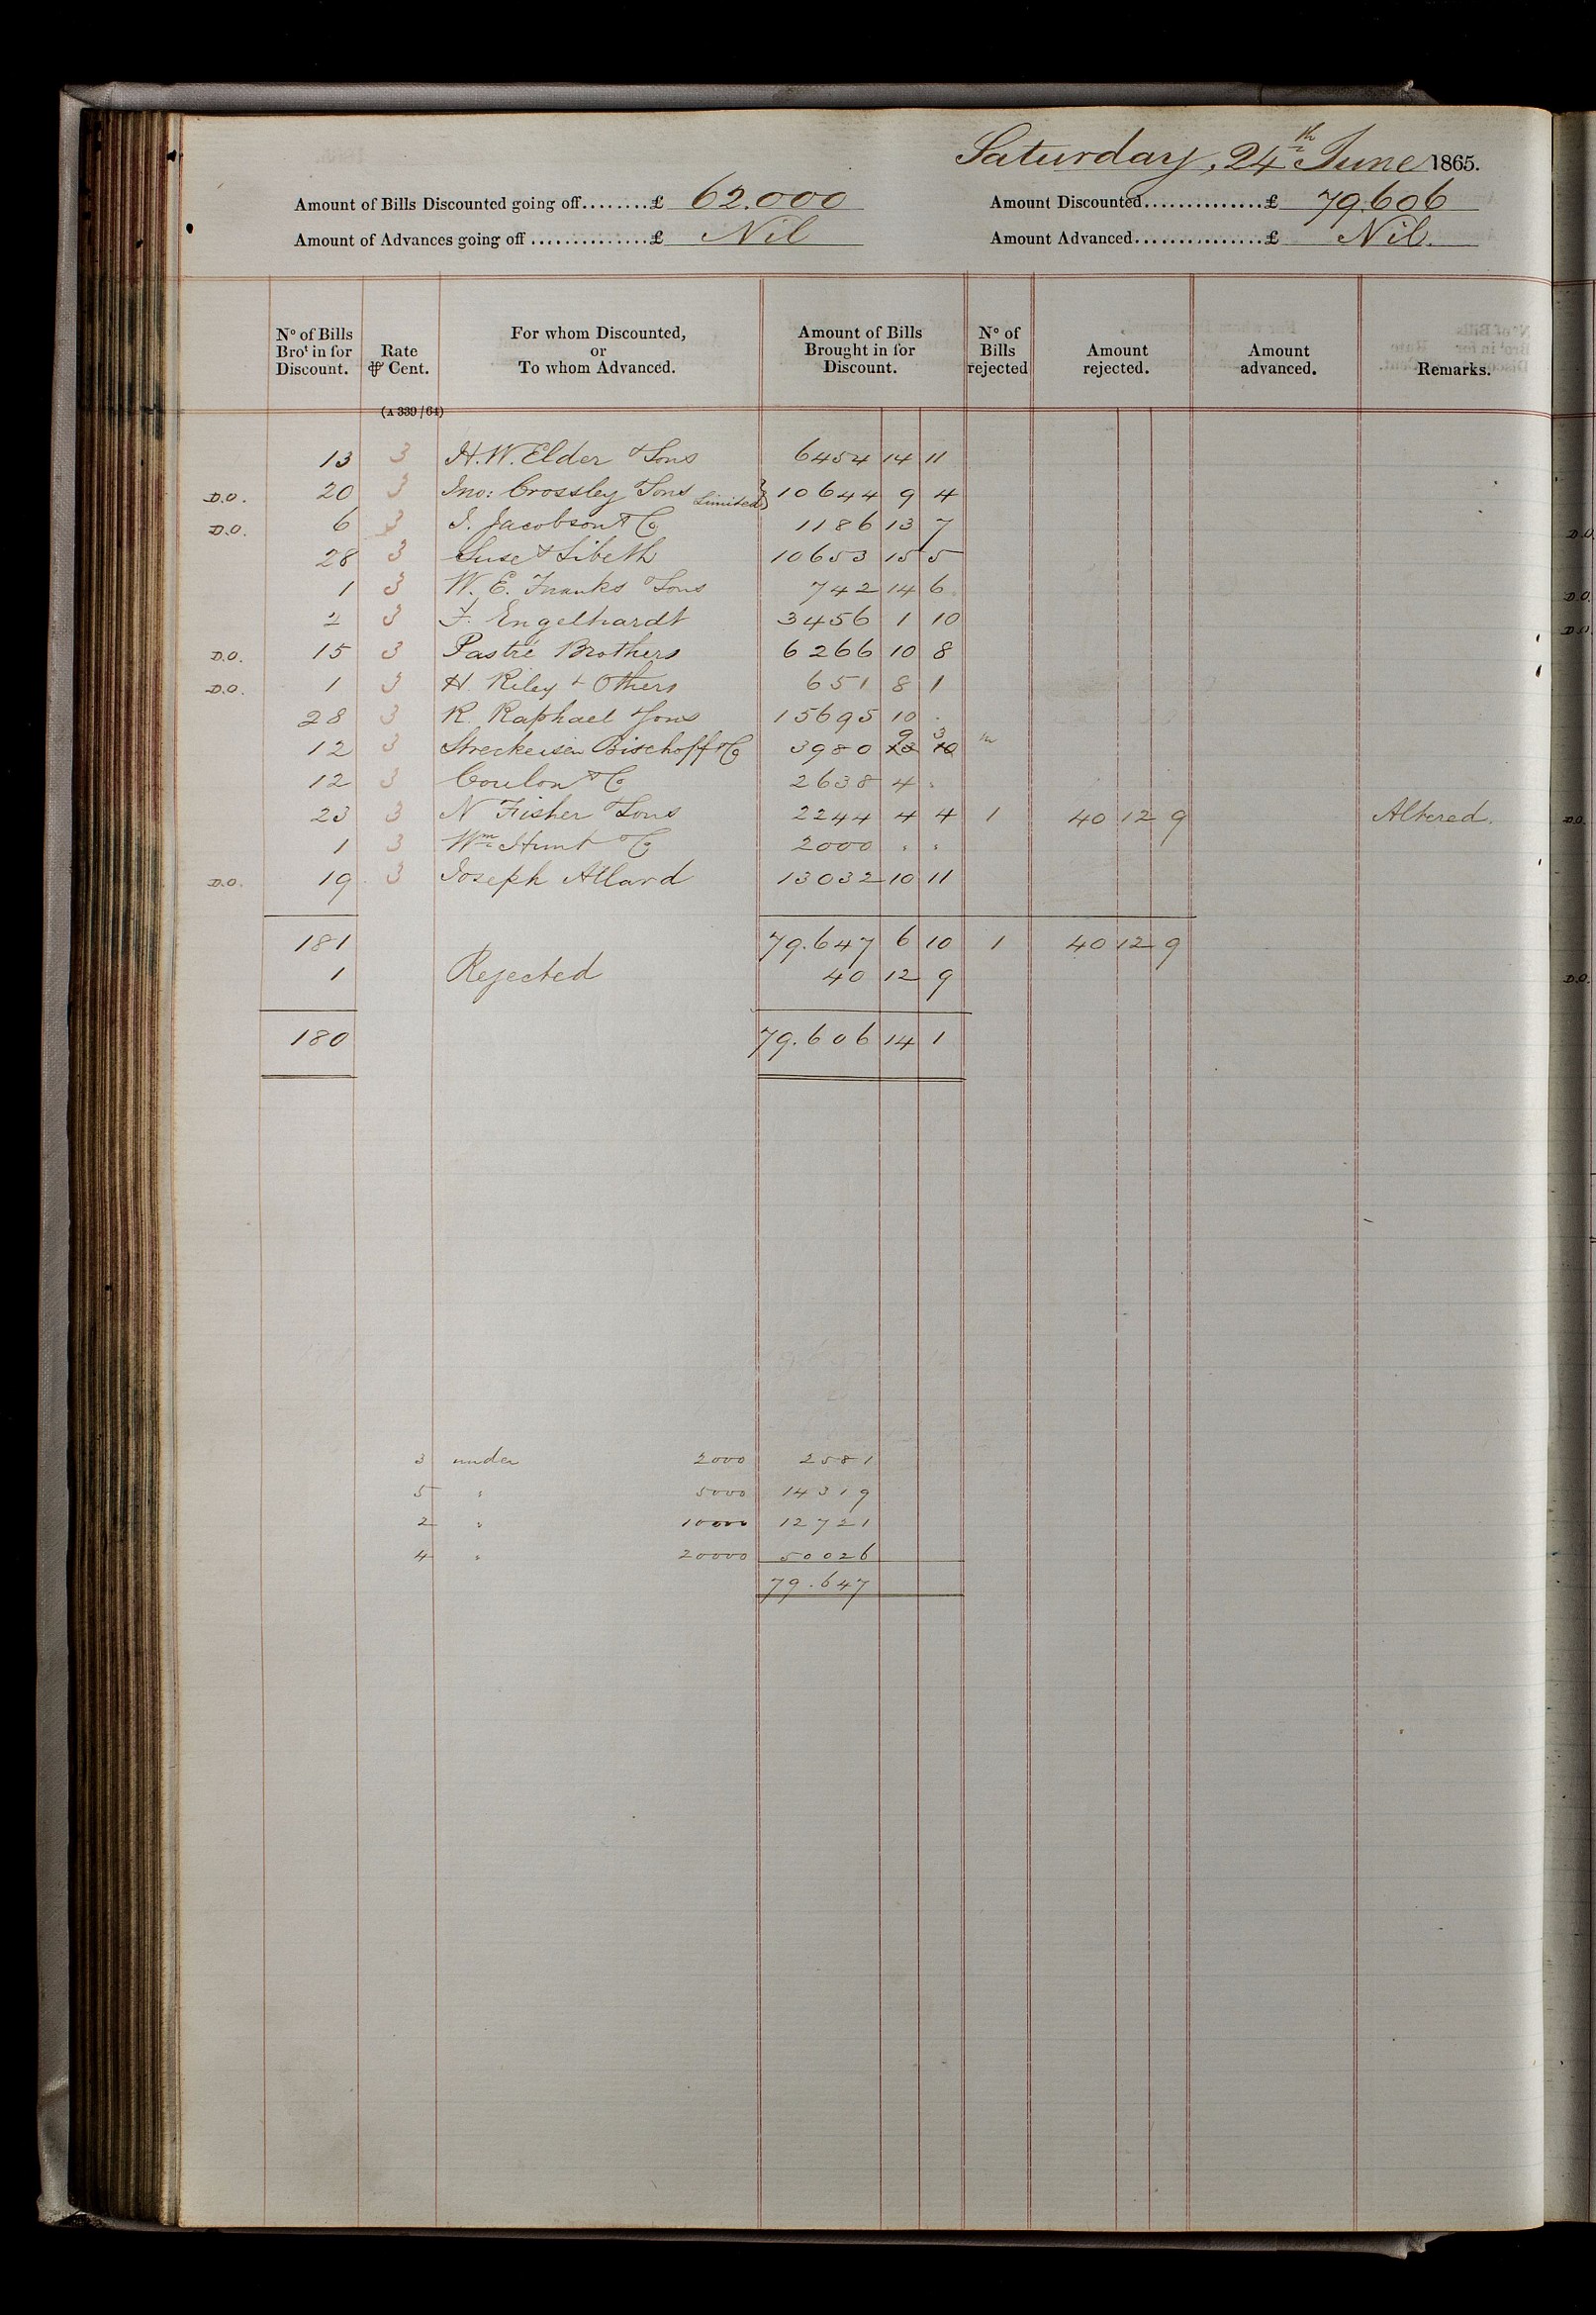 Saturday, 24th June 1865.
Amount of Bills Discounted going off........£ 62.000 Amount Discounted..............£ 79.606
Amount of Advances going off..............£ Nil Amount Advanced................£ Nil.
No of Bills Brot in for Discount. Rate ⅌ Cent. For whom Discounted, or To whom Advanced. Amount of Bills Brought in for Discount. No of Bills rejected Amount rejected. Amount advanced. Remarks.
(A 339/64)
13 3 H. W. Elder & Sons 6454 14 11
D.O. 20 3 Jno: Crossley & Sons Limited } 10644 9 4
D.O. 6 3 I. Jacobson & Co 1186 13 7
28 3 Suse & Sibeth 10653 15 5
1 3 W. E. Franks & Sons 742 14 6
2 3 F. Engelhardt 3456 1 10
D.O. 15 3 Pastré Brothers 6266 10 8
D.O. 1 3 H. Riley & Others 651 8 1
28 3 R. Raphael & Sons 15695 10 .
12 3 Streckeisen Bischoff & Co 3980 9 3
12 3 Coulon & Co 2638 4 .
23 3 N Fisher & Sons 2244 4 4 1 40 12 9 Altered.
1 3 Wm Hunt & Co 2000 . .
D.O. 19 3 Joseph Allard 13032 10 11
181 79.647 6 10 1 40 12 9
1 Rejected 40 12 9
180 79.606 14 1
3 under 2000 2581
5 " 5000 14319
2 " 10000 12721
4 " 20000 50026
79.647